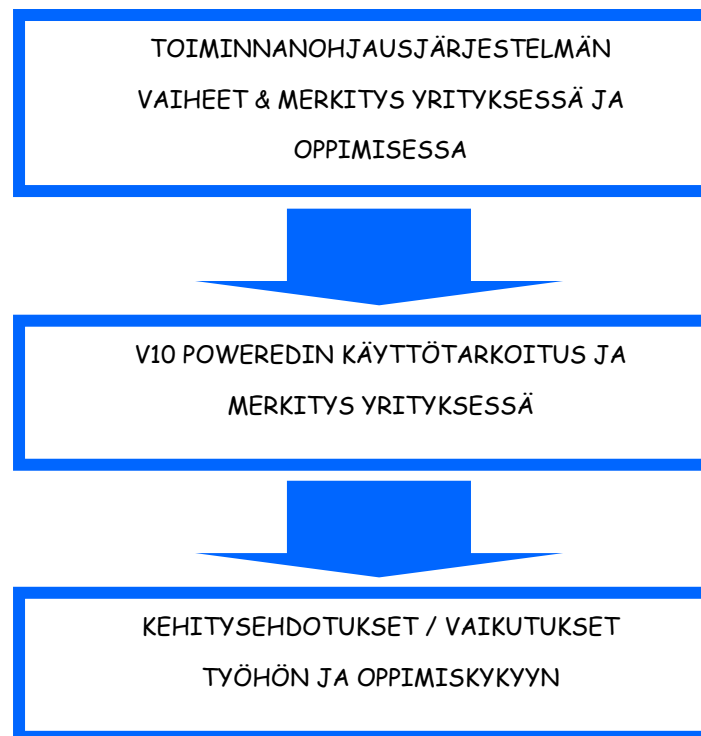 TOIMINNANOHJAUSJÄRJESTELMÄN
VAIHEET & MERKITYS YRITYKSESSÄ JA
OPPIMISESSA
V10 POWEREDIN KÄYTTÖTARKOITUS JA
MERKITYS YRITYKSESSÄ
KEHITYSEHDOTUKSET / VAIKUTUKSET
TYÖHÖN JA OPPIMISKYKYYN